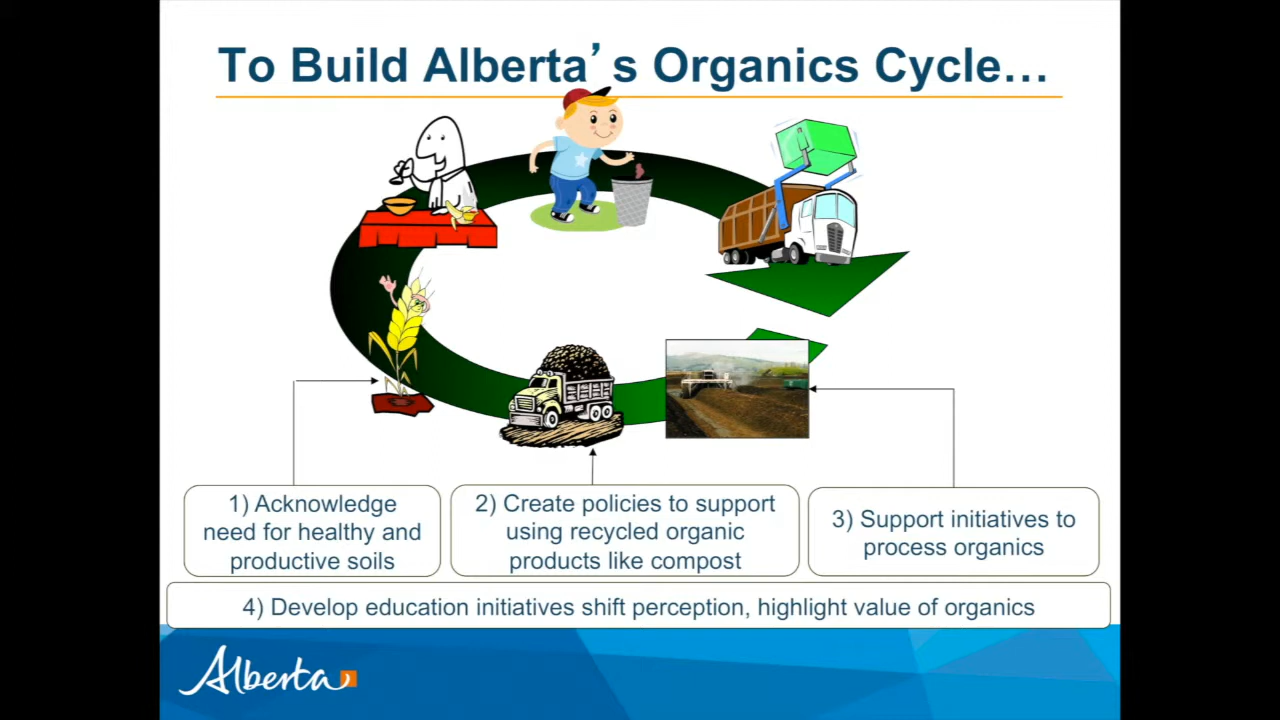 To Build Alberta’s Organics Cycle…
1) Acknowledge
need for healthy and
productive soils
2) Create policies to support
using recycled organic
products like compost
3) Support initiatives to
process organics
4) Develop education initiatives shift perception, highlight value of organics
Alberta